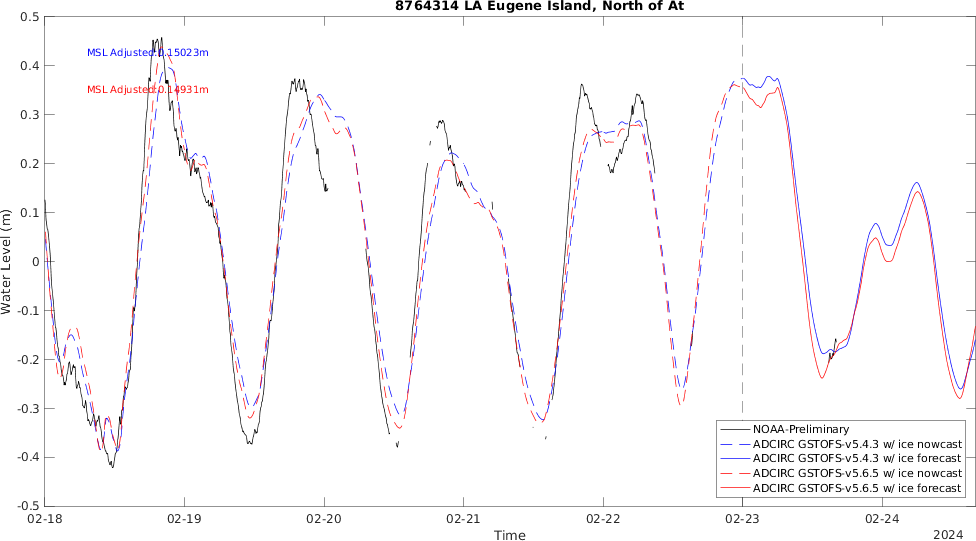 8764314 LA Eugene Island, North of At
MSL Adjusted 0.15023m
MSL Adjusted 0.14931m
Water Level (m)
0.5
0.4
0.3
0.2
0.1
0
-0.1
-0.2
-0.3
-0.4
-0.5
NOAA-Preliminary
ADCIRC GSTOFS-v5.4.3 w/ ice nowcast
ADCIRC GSTOFS-v5.4.3 w/ ice forecast
ADCIRC GSTOFS-v5.6.5 w/ ice nowcast
ADCIRC GSTOFS-v5.6.5 w/ ice forecast
02-18 02-19 02-20 02-21 02-22 02-23 02-24
Time
2024